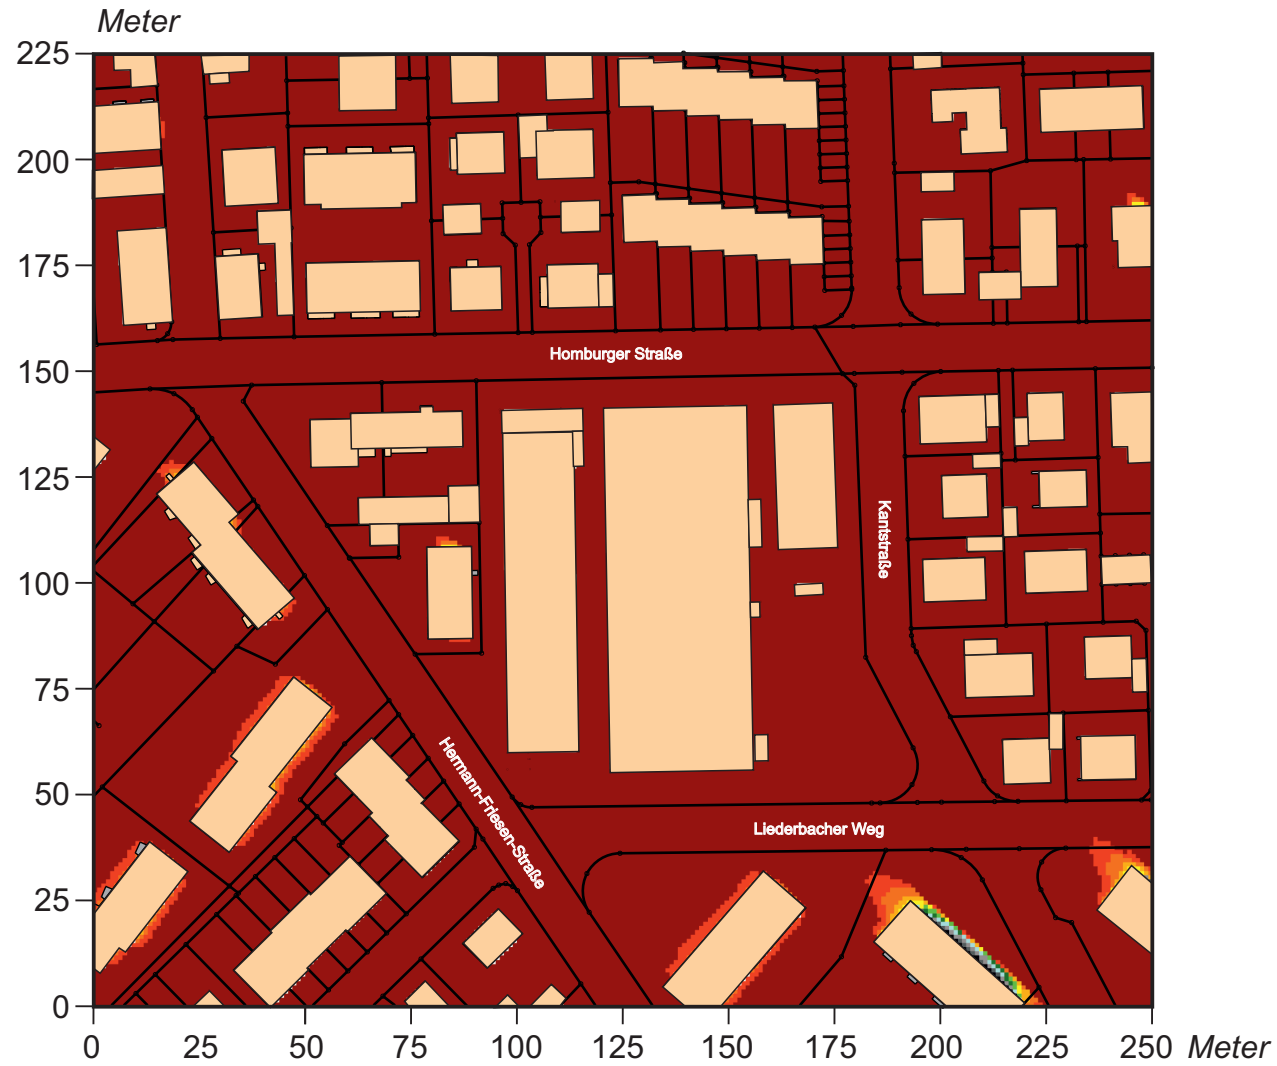 Meter
225
200
175
150
125
100
75
50
25
0
Homburger Straße
Kantstraße
Hermann-Friesen-Straße
Liederbacher Weg
0 25 50 75 100 125 150 175 200 225 250 Meter